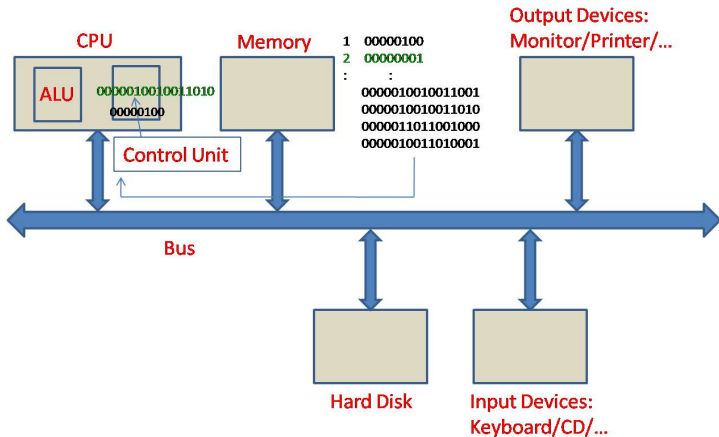 CPU
Memory
1 00000100
2 00000001
: :
0000010010011001
0000010010011010
0000011011001000
0000010011010001
Output Devices:
Monitor/Printer/...
ALU
0000010010011010
00000100
Control Unit
Bus
Hard Disk
Input Devices:
Keyboard/CD/...